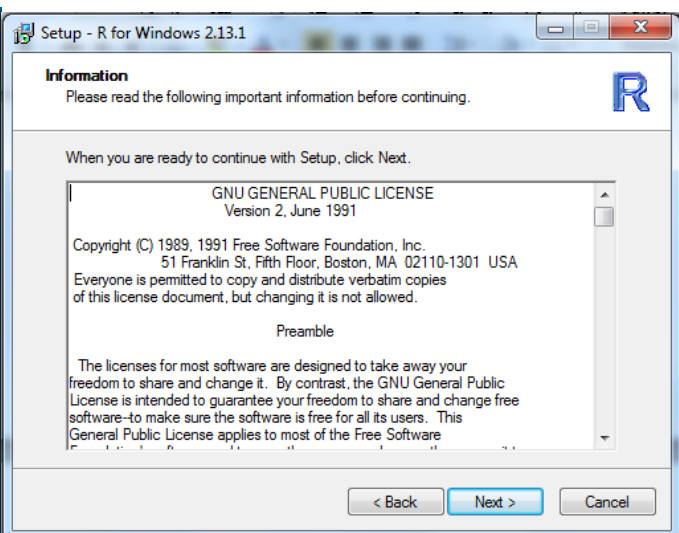 Setup - R for Windows 2.13.1
Information
Please read the following important information before continuing.
R
When you are ready to continue with Setup, click Next.
GNU GENERAL PUBLIC LICENSE
Version 2, June 1991
Copyright (C) 1989, 1991 Free Software Foundation, Inc.
51 Franklin St, Fifth Floor, Boston, MA 02110-1301 USA
Everyone is permitted to copy and distribute verbatim copies
of this license document, but changing it is not allowed.
Preamble
The licenses for most software are designed to take away your
freedom to share and change it. By contrast, the GNU General Public
License is intended to guarantee your freedom to share and change free
software--to make sure the software is free for all its users. This
General Public License applies to most of the Free Software
< Back Next > Cancel